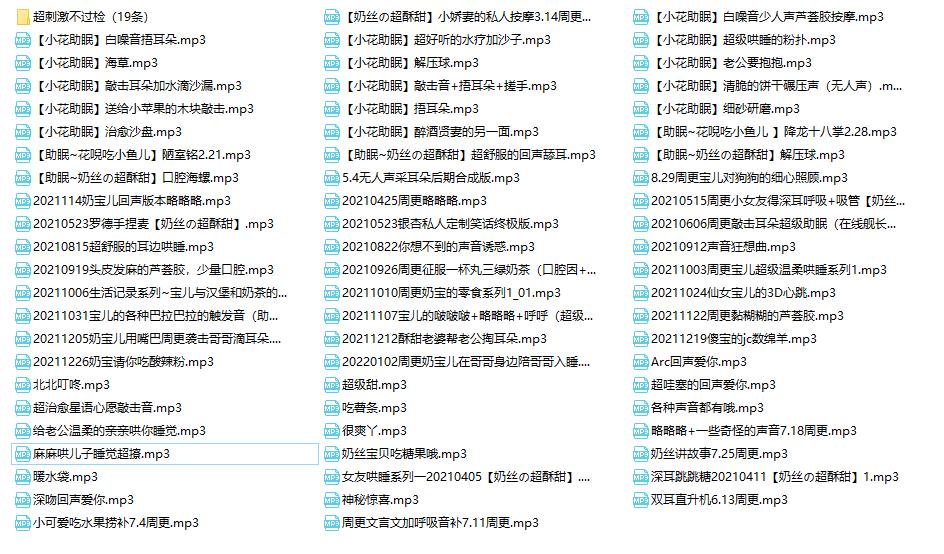 超刺激不过检（19条）
【奶丝の超酥甜】小娇妻的私人按摩3.14周更...
【小花助眠】白噪音少人声芦荟胶按摩.mp3
【小花助眠】白噪音捂耳朵.mp3
【小花助眠】超好听的水疗加沙子.mp3
【小花助眠】超级哄睡的粉扑.mp3
【小花助眠】海草.mp3
【小花助眠】解压球.mp3
【小花助眠】老公要抱抱.mp3
【小花助眠】敲击耳朵加水滴沙漏.mp3
【小花助眠】敲击音+捂耳朵+搓手.mp3
【小花助眠】清脆的饼干碾压声（无人声）.m...
【小花助眠】送给小苹果的木块敲击.mp3
【小花助眠】捂耳朵.mp3
【小花助眠】细砂研磨.mp3
【小花助眠】治愈沙盘.mp3
【小花助眠】醉酒贤妻的另一面.mp3
【助眠~花呗吃小鱼儿 】降龙十八掌2.28.mp3
【助眠~花呗吃小鱼儿】陋室铭2.21.mp3
【助眠~奶丝の超酥甜】超舒服的回声舔耳.mp3
【助眠~奶丝の超酥甜】解压球.mp3
【助眠~奶丝の超酥甜】口腔海螺.mp3
5.4无人声采耳朵后期合成版.mp3
8.29周更宝儿对狗狗的细心照顾.mp3
2021114奶宝儿回声版本略略略.mp3
20210425周更略略略.mp3
20210515周更小女友得深耳呼吸+吸管【奶丝...
20210523罗德手捏麦【奶丝の超酥甜】.mp3
20210523银杏私人定制笑话终极版.mp3
20210606周更敲击耳朵超级助眠（在线舰长...
20210815超舒服的耳边哄睡.mp3
20210822你想不到的声音诱惑.mp3
20210912声音狂想曲.mp3
20210919头皮发麻的芦荟胶，少量口腔.mp3
20210926周更征服一杯丸三绿奶茶（口腔因+...
20211003周更宝儿超级温柔哄睡系列1.mp3
20211006生活记录系列~宝儿与汉堡和奶茶的...
20211010周更奶宝的零食系列1_01.mp3
20211024仙女宝儿的3D心跳.mp3
20211031宝儿的各种巴拉巴拉的触发音（助...
20211107宝儿的啵啵啵+略略略+呼呼（超级...
20211122周更黏糊糊的芦荟胶.mp3
20211205奶宝儿用嘴巴周更袭击哥哥滴耳朵....
20211212酥甜老婆帮老公掏耳朵.mp3
20211219傻宝的jc数绵羊.mp3
20211226奶宝请你吃酸辣粉.mp3
20220102周更奶宝儿在哥哥身边陪哥哥入睡....
Arc回声爱你.mp3
北北叮咚.mp3
超级甜.mp3
超哇塞的回声爱你.mp3
超治愈星语心愿敲击音.mp3
吃薯条.mp3
各种声音都有哦.mp3
给老公温柔的亲亲哄你睡觉.mp3
很爽丫.mp3
略略略+一些奇怪的声音7.18周更.mp3
麻麻哄儿子睡觉超擦.mp3
奶丝宝贝吃糖果哦.mp3
奶丝讲故事7.25周更.mp3
暖水袋.mp3
女友哄睡系列一20210405【奶丝の超酥甜】....
深耳跳跳糖20210411【奶丝の超酥甜】1.mp3
深吻回声爱你.mp3
神秘惊喜.mp3
双耳直升机6.13周更.mp3
小可爱吃水果捞补7.4周更.mp3
周更文言文加呼吸音补7.11周更.mp3